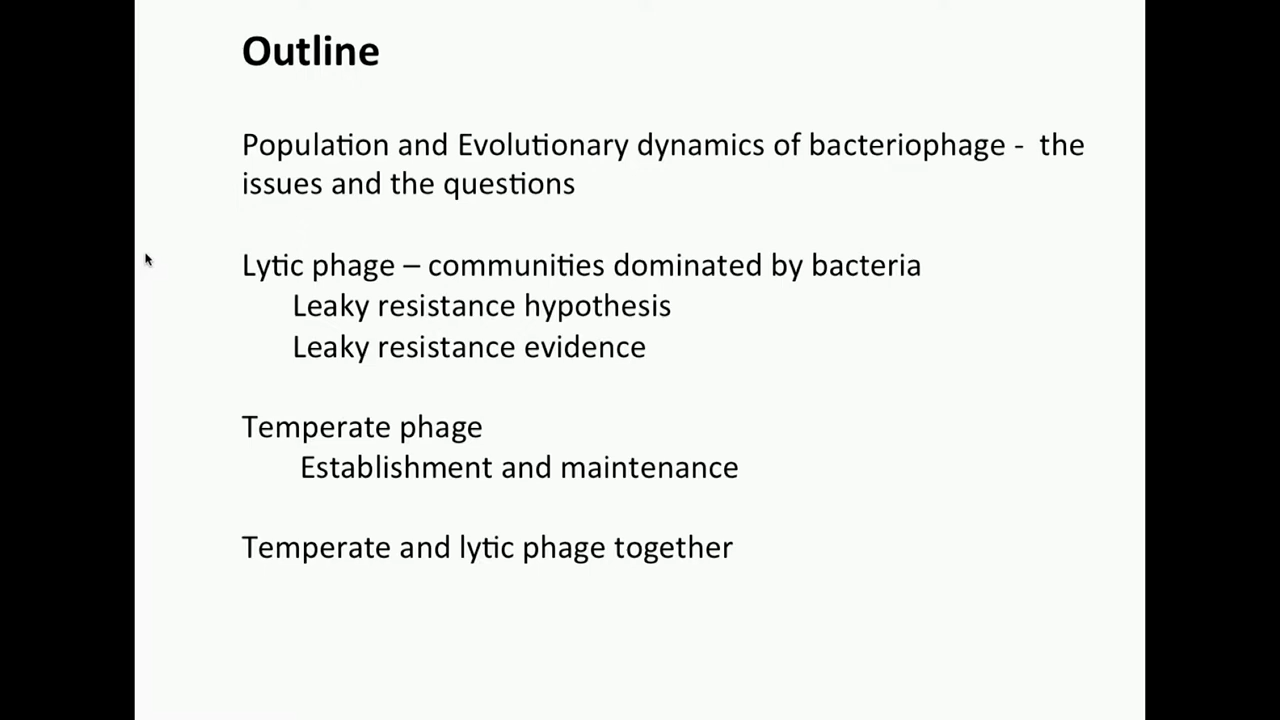 Outline
Population and Evolutionary dynamics of bacteriophage - the
issues and the questions
Lytic phage – communities dominated by bacteria
Leaky resistance hypothesis
Leaky resistance evidence
Temperate phage
Establishment and maintenance
Temperate and lytic phage together